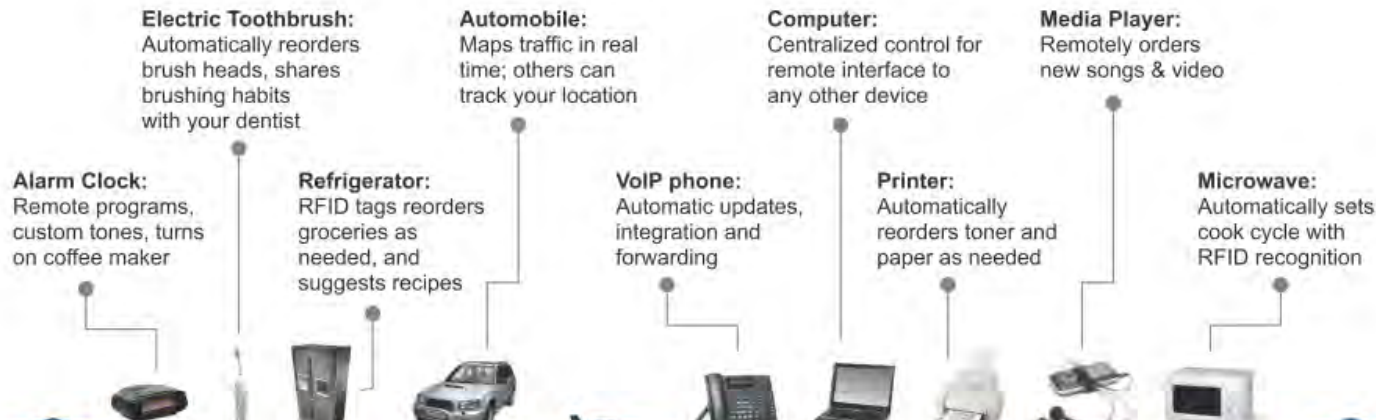 Electric Toothbrush:
Automatically reorders
brush heads, shares
brushing habits
with your dentist
Automobile:
Maps traffic in real
time; others can
track your location
Computer:
Centralized control for
remote interface to
any other device
Media Player:
Remotely orders
new songs & video
Alarm Clock:
Remote programs,
custom tones, turns
on coffee maker
Refrigerator:
RFID tags reorders
groceries as
needed, and
suggests recipes
VoIP phone:
Automatic updates,
integration and
forwarding
Printer:
Automatically
reorders toner and
paper as needed
Microwave:
Automatically sets
cook cycle with
RFID recognition